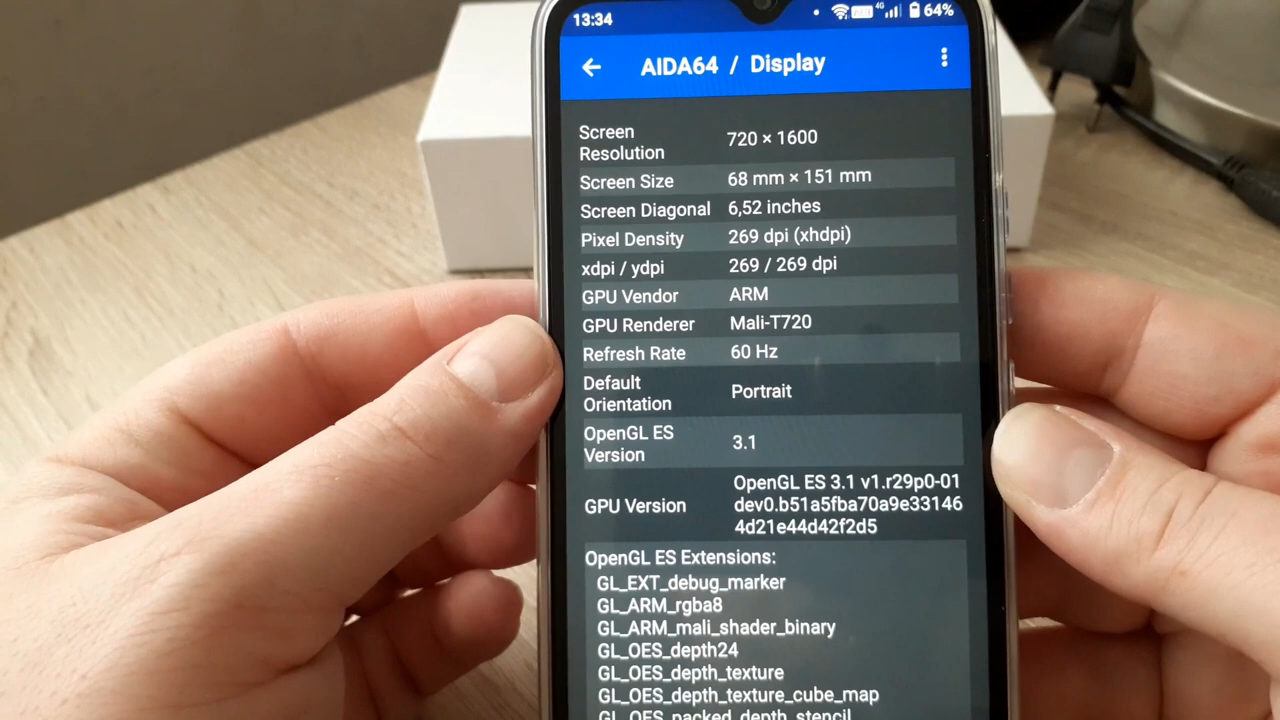 13:34 4G 64%
AIDA64 / Display
Screen Resolution 720 × 1600
Screen Size 68 mm × 151 mm
Screen Diagonal 6,52 inches
Pixel Density 269 dpi (xhdpi)
xdpi / ydpi 269 / 269 dpi
GPU Vendor ARM
GPU Renderer Mali-T720
Refresh Rate 60 Hz
Default Orientation Portrait
OpenGL ES Version 3.1
GPU Version
OpenGL ES 3.1 v1.r29p0-01
dev0.b51a5fba70a9e33146
4d21e44d42f2d5
OpenGL ES Extensions:
GL_EXT_debug_marker
GL_ARM_rgba8
GL_ARM_mali_shader_binary
GL_OES_depth24
GL_OES_depth_texture
GL_OES_depth_texture_cube_map
GL_OES_packed_depth_stencil